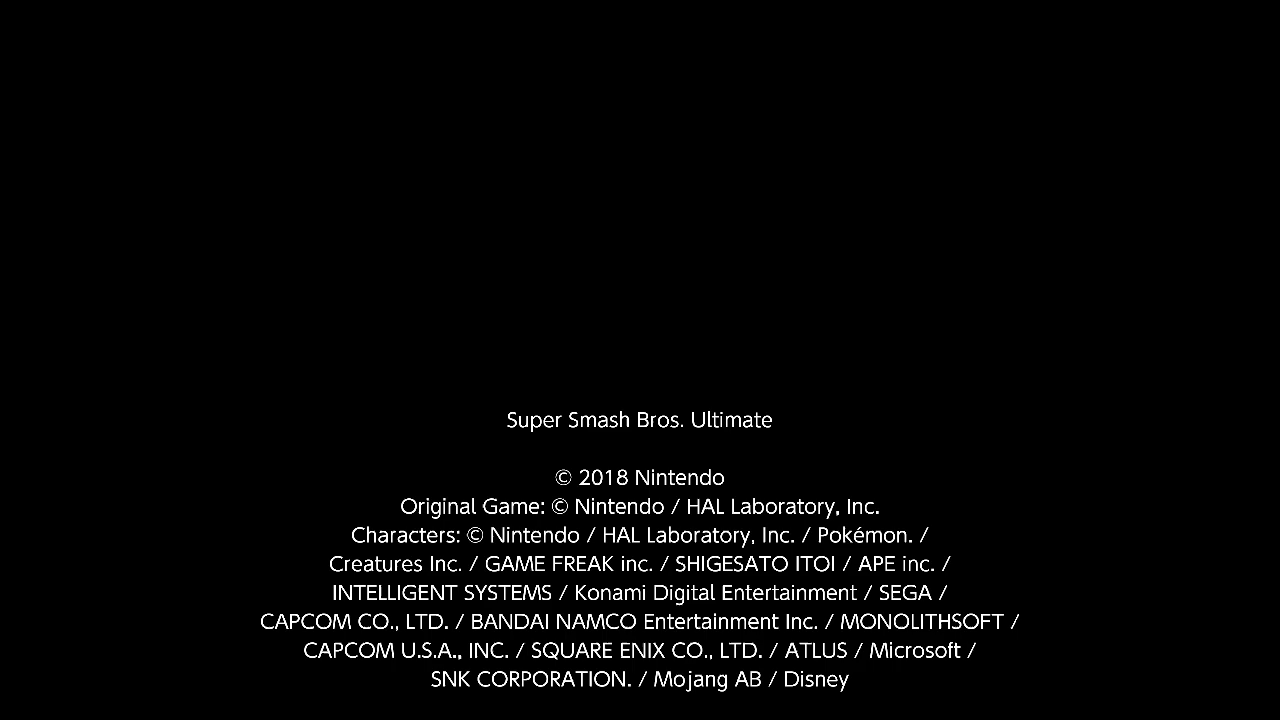 Super Smash Bros. Ultimate
© 2018 Nintendo
Original Game: © Nintendo / HAL Laboratory, Inc.
Characters: © Nintendo / HAL Laboratory, Inc. / Pokémon. /
Creatures Inc. / GAME FREAK inc. / SHIGESATO ITOI / APE inc. /
INTELLIGENT SYSTEMS / Konami Digital Entertainment / SEGA /
CAPCOM CO., LTD. / BANDAI NAMCO Entertainment Inc. / MONOLITHSOFT /
CAPCOM U.S.A., INC. / SQUARE ENIX CO., LTD. / ATLUS / Microsoft /
SNK CORPORATION. / Mojang AB / Disney